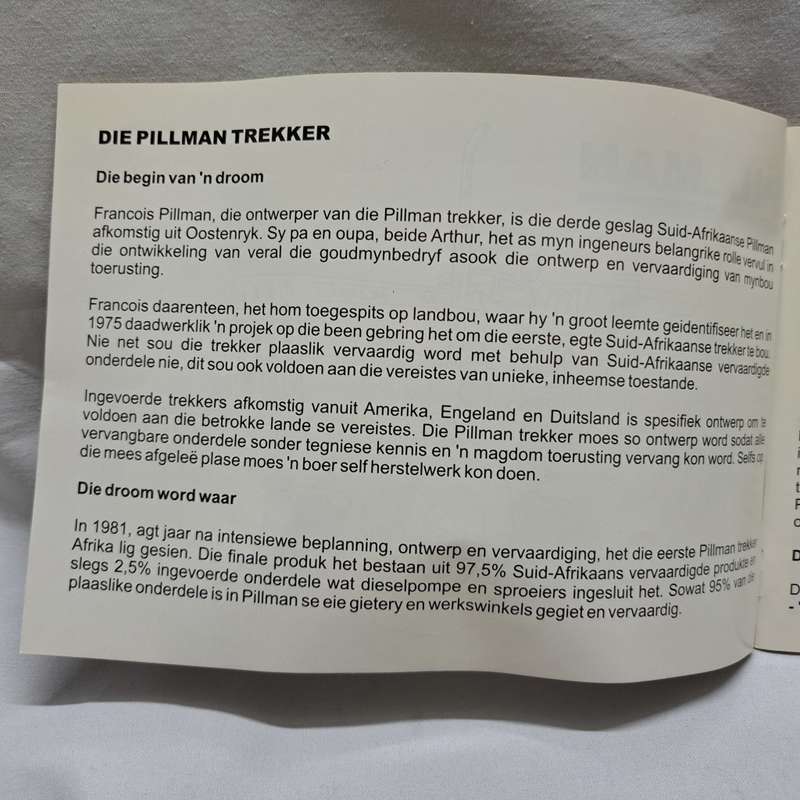 DIE PILLMAN TREKKER
Die begin van 'n droom
Francois Pillman, die ontwerper van die Pillman trekker, is die derde geslag Suid-Afrikaanse Pillman
afkomstig uit Oostenryk. Sy pa en oupa, beide Arthur, het as myn ingeneurs belangrike rolle vervul in
die ontwikkeling van veral die goudmynbedryf asook die ontwerp en vervaardiging van mynbou
toerusting.
Francois daarenteen, het hom toegespits op landbou, waar hy 'n groot leemte geidentifiseer het en in
1975 daadwerklik 'n projek op die been gebring het om die eerste, egte Suid-Afrikaanse trekker te bou.
Nie net sou die trekker plaaslik vervaardig word met behulp van Suid-Afrikaanse vervaardigde
onderdele nie, dit sou ook voldoen aan die vereistes van unieke, inheemse toestande.
Ingevoerde trekkers afkomstig vanuit Amerika, Engeland en Duitsland is spesifiek ontwerp om te
voldoen aan die betrokke lande se vereistes. Die Pillman trekker moes so ontwerp word sodat alle
vervangbare onderdele sonder tegniese kennis en 'n magdom toerusting vervang kon word. Selfs op
die mees afgeleë plase moes 'n boer self herstelwerk kon doen.
Die droom word waar
In 1981, agt jaar na intensiewe beplanning, ontwerp en vervaardiging, het die eerste Pillman trekker
Afrika lig gesien. Die finale produk het bestaan uit 97,5% Suid-Afrikaans vervaardigde produkte en
slegs 2,5% ingevoerde onderdele wat dieselpompe en sproeiers ingesluit het. Sowat 95% van die
plaaslike onderdele is in Pillman se eie gietery en werkswinkels gegiet en vervaardig.